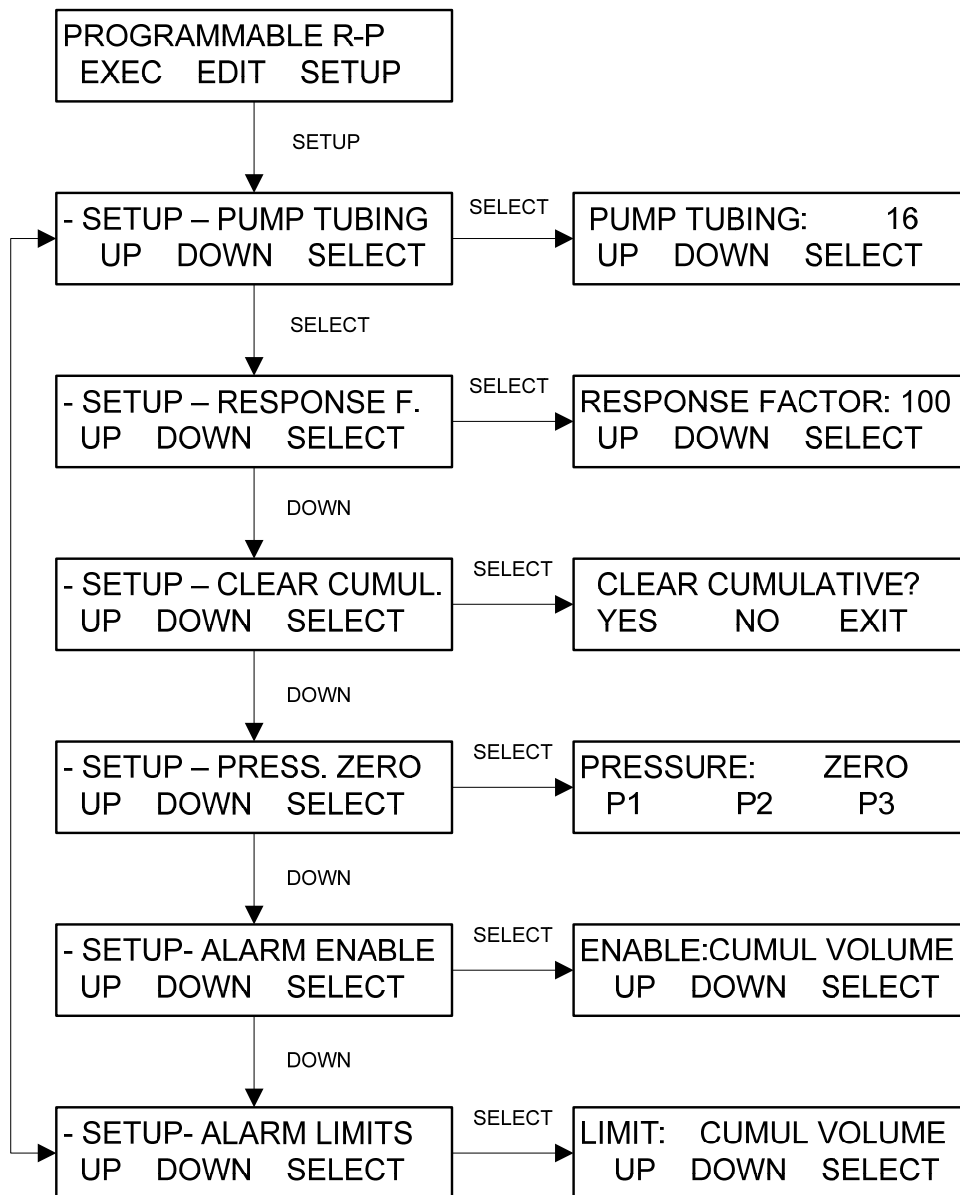 PROGRAMMABLE R-P
EXEC EDIT SETUP
SETUP
- SETUP – PUMP TUBING
UP DOWN SELECT
SELECT
PUMP TUBING: 16
UP DOWN SELECT
SELECT
- SETUP – RESPONSE F.
UP DOWN SELECT
SELECT
RESPONSE FACTOR: 100
UP DOWN SELECT
DOWN
- SETUP – CLEAR CUMUL.
UP DOWN SELECT
SELECT
CLEAR CUMULATIVE?
YES NO EXIT
DOWN
- SETUP – PRESS. ZERO
UP DOWN SELECT
SELECT
PRESSURE: ZERO
P1 P2 P3
DOWN
- SETUP- ALARM ENABLE
UP DOWN SELECT
SELECT
ENABLE:CUMUL VOLUME
UP DOWN SELECT
DOWN
- SETUP- ALARM LIMITS
UP DOWN SELECT
SELECT
LIMIT: CUMUL VOLUME
UP DOWN SELECT